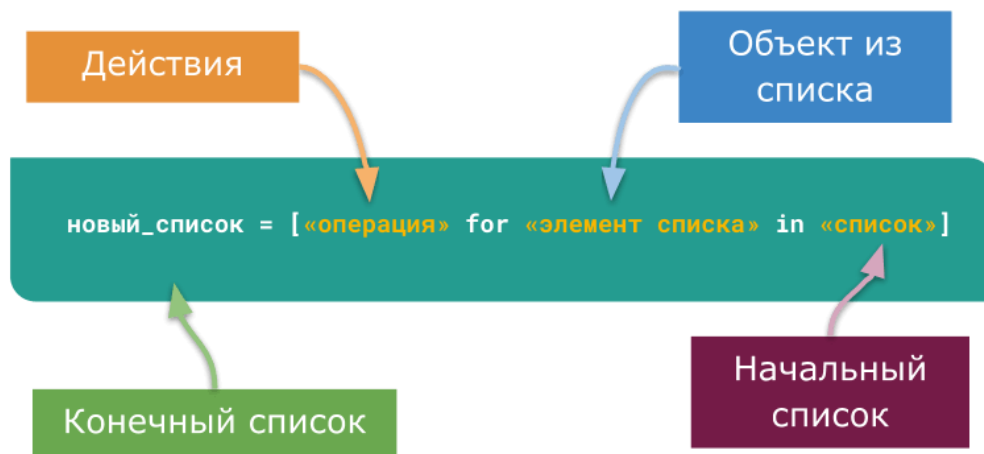 Действия
Объект из
списка
новый_список = [«операция» for «элемент списка» in «список»]
Конечный список
Начальный
список